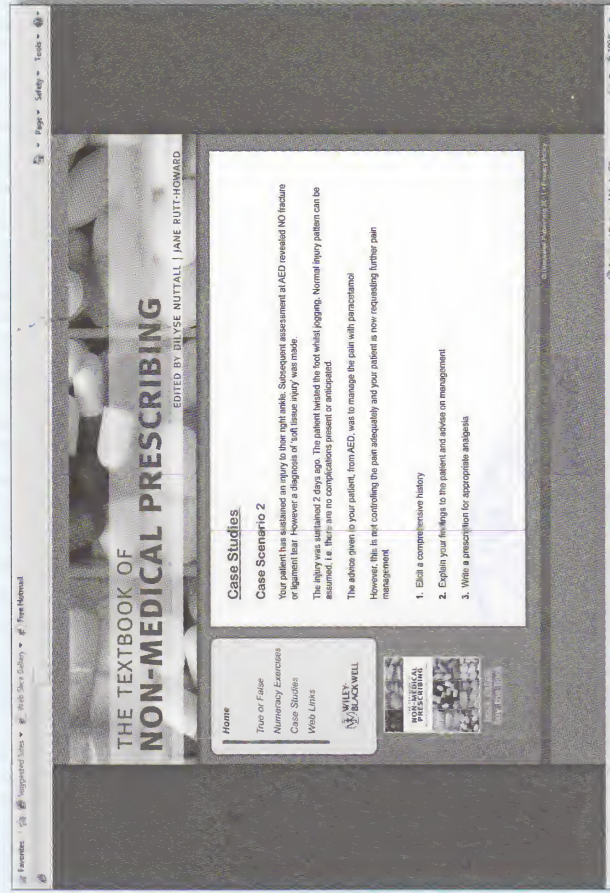 Favorites
Suggested Sites
Web Slice Gallery
Free Hotmail
Page
Safety
Tools
THE TEXTBOOK OF
NON-MEDICAL PRESCRIBING
EDITED BY DILYSE NUTTALL | JANE RUTT-HOWARD
Home
True or False
Numeracy Exercises
Case Studies
Web Links
WILEY-
BLACKWELL
NON-MEDICAL
PRESCRIBING
Case Studies
Case Scenario 2
Your patient has sustained an injury to their right ankle. Subsequent assessment at AED revealed NO fracture
or ligament tear. However a diagnosis of 'soft tissue injury' was made.
The injury was sustained 2 days ago. The patient twisted the foot whilst jogging. Normal injury pattern can be
assumed, i.e. there are no complications present or anticipated.
The advice given to your patient, from AED, was to manage the pain with paracetamol
However, this is not controlling the pain adequately and your patient is now requesting further pain
management
1. Elicit a comprehensive history
2. Explain your findings to the patient and advise on management
3. Write a prescription for appropriate analgesia